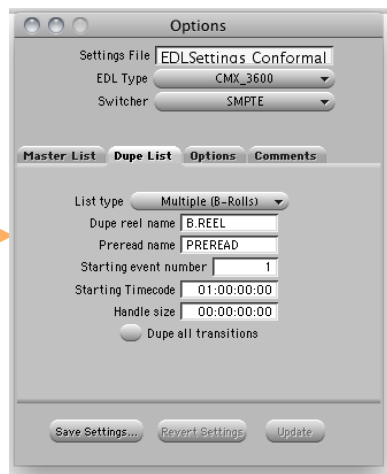 Options
Settings File EDLSettings Conformal
EDL Type CMX_3600
Switcher SMPTE
Master List Dupe List Options Comments
List type Multiple (B-Rolls)
Dupe reel name B.REEL
Preread name PREREAD
Starting event number 1
Starting Timecode 01:00:00:00
Handle size 00:00:00:00
Dupe all transitions
Save Settings... Revert Settings Update